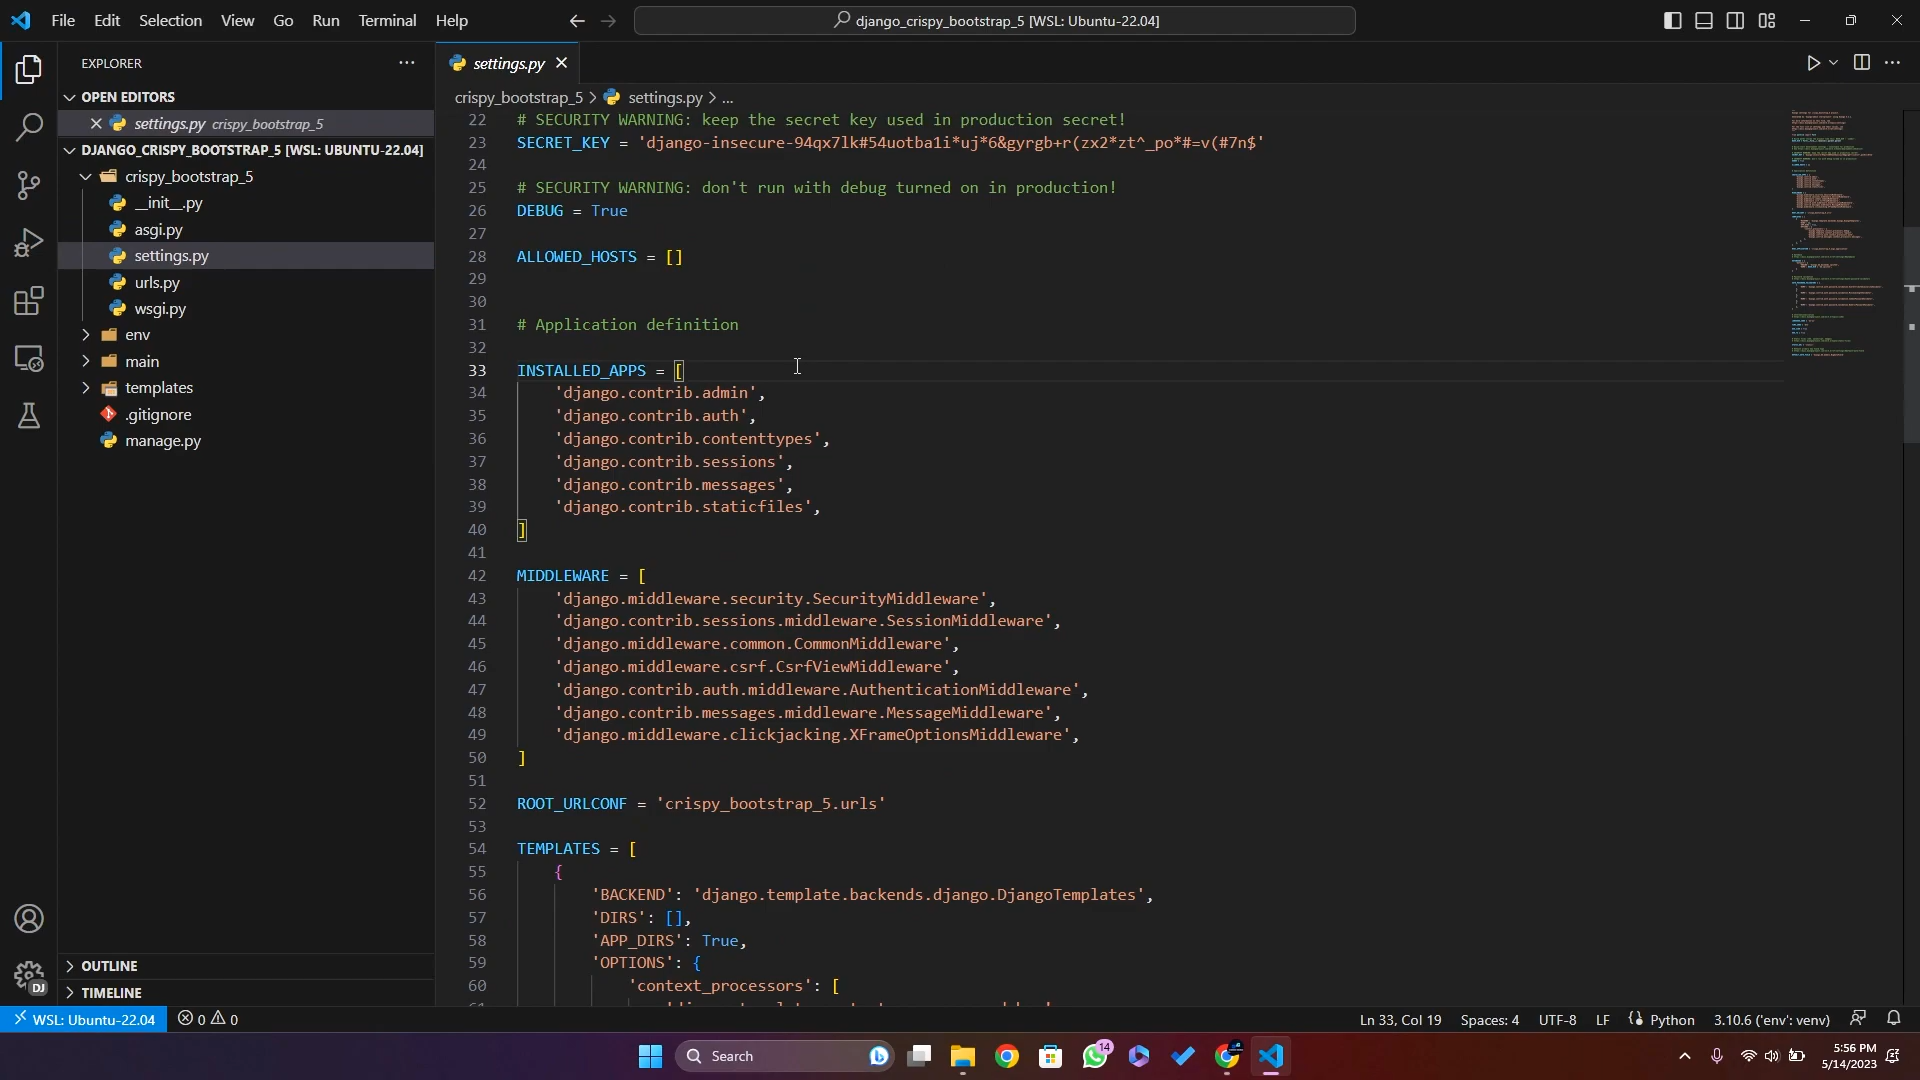 File Edit Selection View Go Run Terminal Help
django_crispy_bootstrap_5 [WSL: Ubuntu-22.04]
EXPLORER
OPEN EDITORS
settings.py crispy_bootstrap_5
DJANGO_CRISPY_BOOTSTRAP_5 [WSL: UBUNTU-22.04]
crispy_bootstrap_5
__init__.py
asgi.py
settings.py
urls.py
wsgi.py
env
main
templates
.gitignore
manage.py
OUTLINE
TIMELINE
settings.py
crispy_bootstrap_5 > settings.py > ...
22 # SECURITY WARNING: keep the secret key used in production secret!
23 SECRET_KEY = 'django-insecure-94qx7lk#54uotba1i*uj*6&gyrgb+r(zx2*zt^_po*#=v(#7n$'
24
25 # SECURITY WARNING: don't run with debug turned on in production!
26 DEBUG = True
27
28 ALLOWED_HOSTS = []
29
30
31 # Application definition
32
33 INSTALLED_APPS = [
34 'django.contrib.admin',
35 'django.contrib.auth',
36 'django.contrib.contenttypes',
37 'django.contrib.sessions',
38 'django.contrib.messages',
39 'django.contrib.staticfiles',
40 ]
41
42 MIDDLEWARE = [
43 'django.middleware.security.SecurityMiddleware',
44 'django.contrib.sessions.middleware.SessionMiddleware',
45 'django.middleware.common.CommonMiddleware',
46 'django.middleware.csrf.CsrfViewMiddleware',
47 'django.contrib.auth.middleware.AuthenticationMiddleware',
48 'django.contrib.messages.middleware.MessageMiddleware',
49 'django.middleware.clickjacking.XFrameOptionsMiddleware',
50 ]
51
52 ROOT_URLCONF = 'crispy_bootstrap_5.urls'
53
54 TEMPLATES = [
55 {
56 'BACKEND': 'django.template.backends.django.DjangoTemplates',
57 'DIRS': [],
58 'APP_DIRS': True,
59 'OPTIONS': {
60 'context_processors': [
DJ
WSL: Ubuntu-22.04 0 0
Ln 33, Col 19 Spaces: 4 UTF-8 LF Python 3.10.6 ('env': venv)
Search
14
5:56 PM
5/14/2023